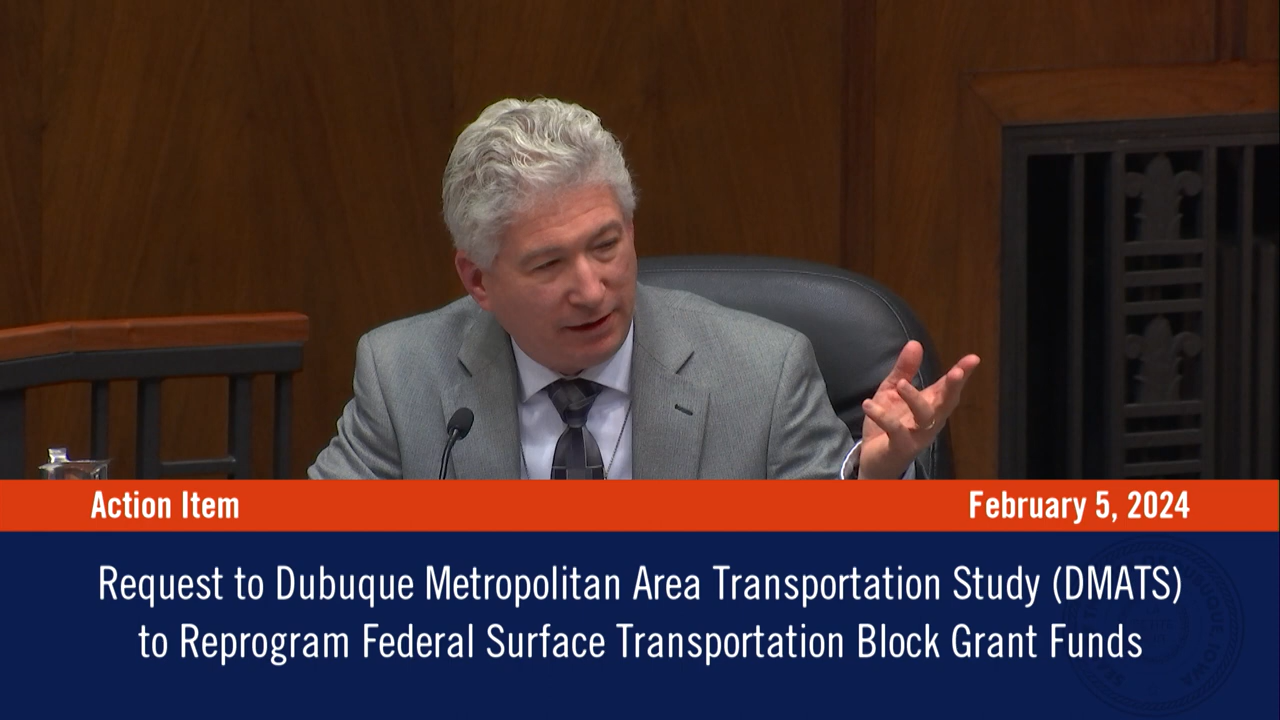 Action Item
February 5, 2024
Request to Dubuque Metropolitan Area Transportation Study (DMATS)
to Reprogram Federal Surface Transportation Block Grant Funds